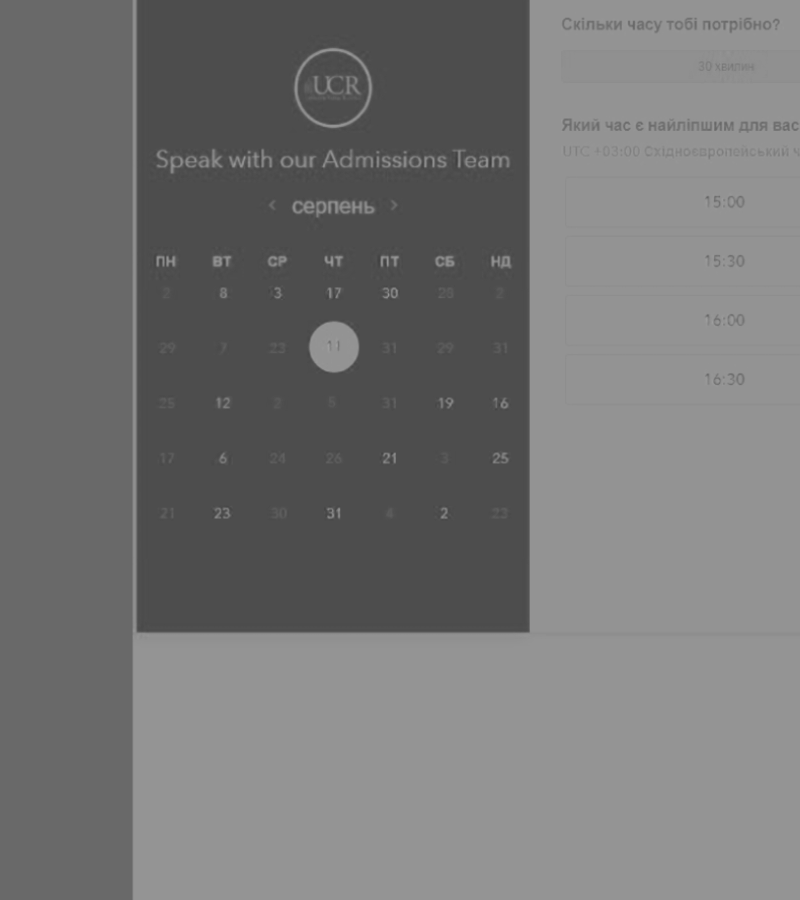 UCR
Speak with our Admissions Team
< серпень >
ПН ВТ СР ЧТ ПТ СБ НД
2 8 3 17 30 28 2
29 7 23 11 31 29 31
25 12 2 8 31 19 16
17 6 24 26 21 3 25
21 23 30 31 4 2 23
Скільки часу тобі потрібно?
30 хвилин
Який час є найліпшим для вас
UTC +03:00 Східноєвропейський ч
15:00
15:30
16:00
16:30